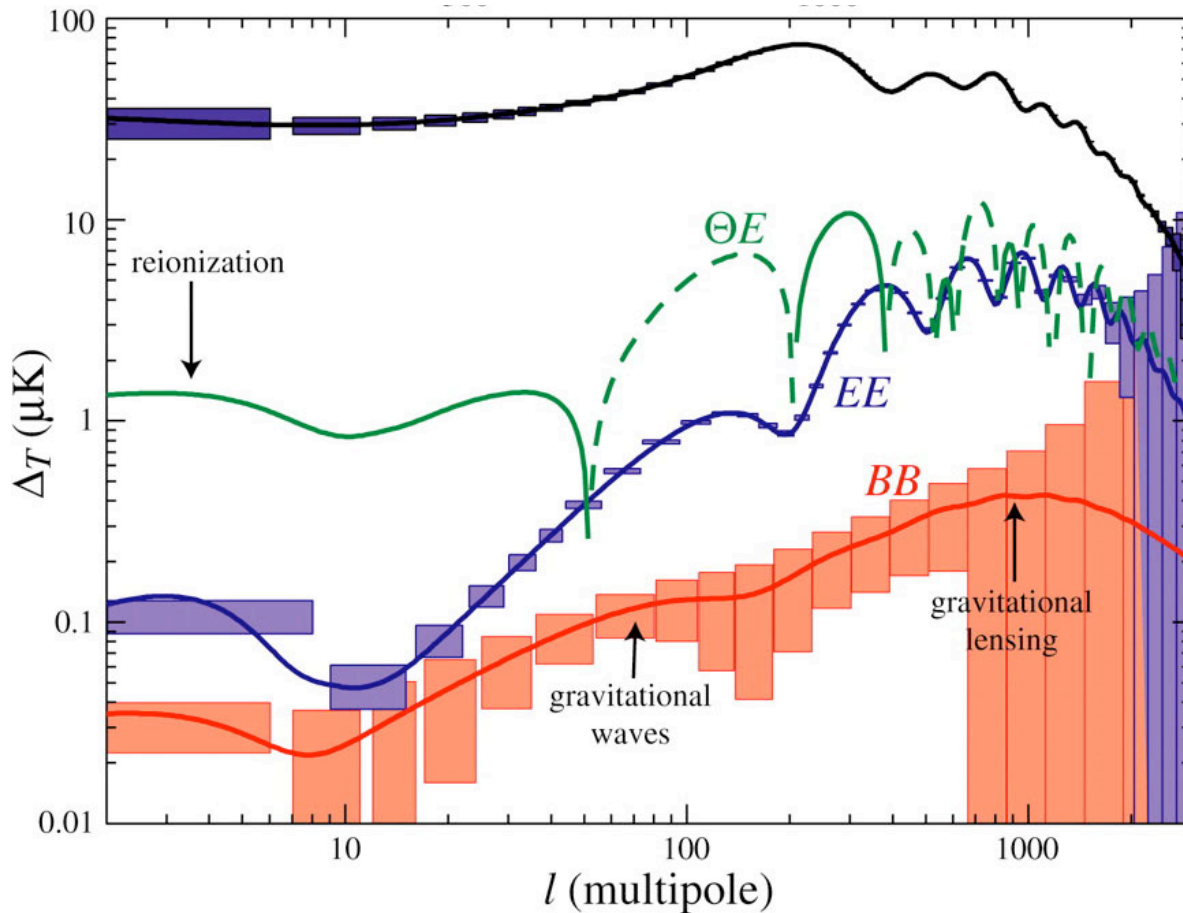 100
10
1
0.1
0.01
Δ_T (μK)
reionization
ΘE
EE
BB
gravitational
waves
gravitational
lensing
10
100
1000
l (multipole)